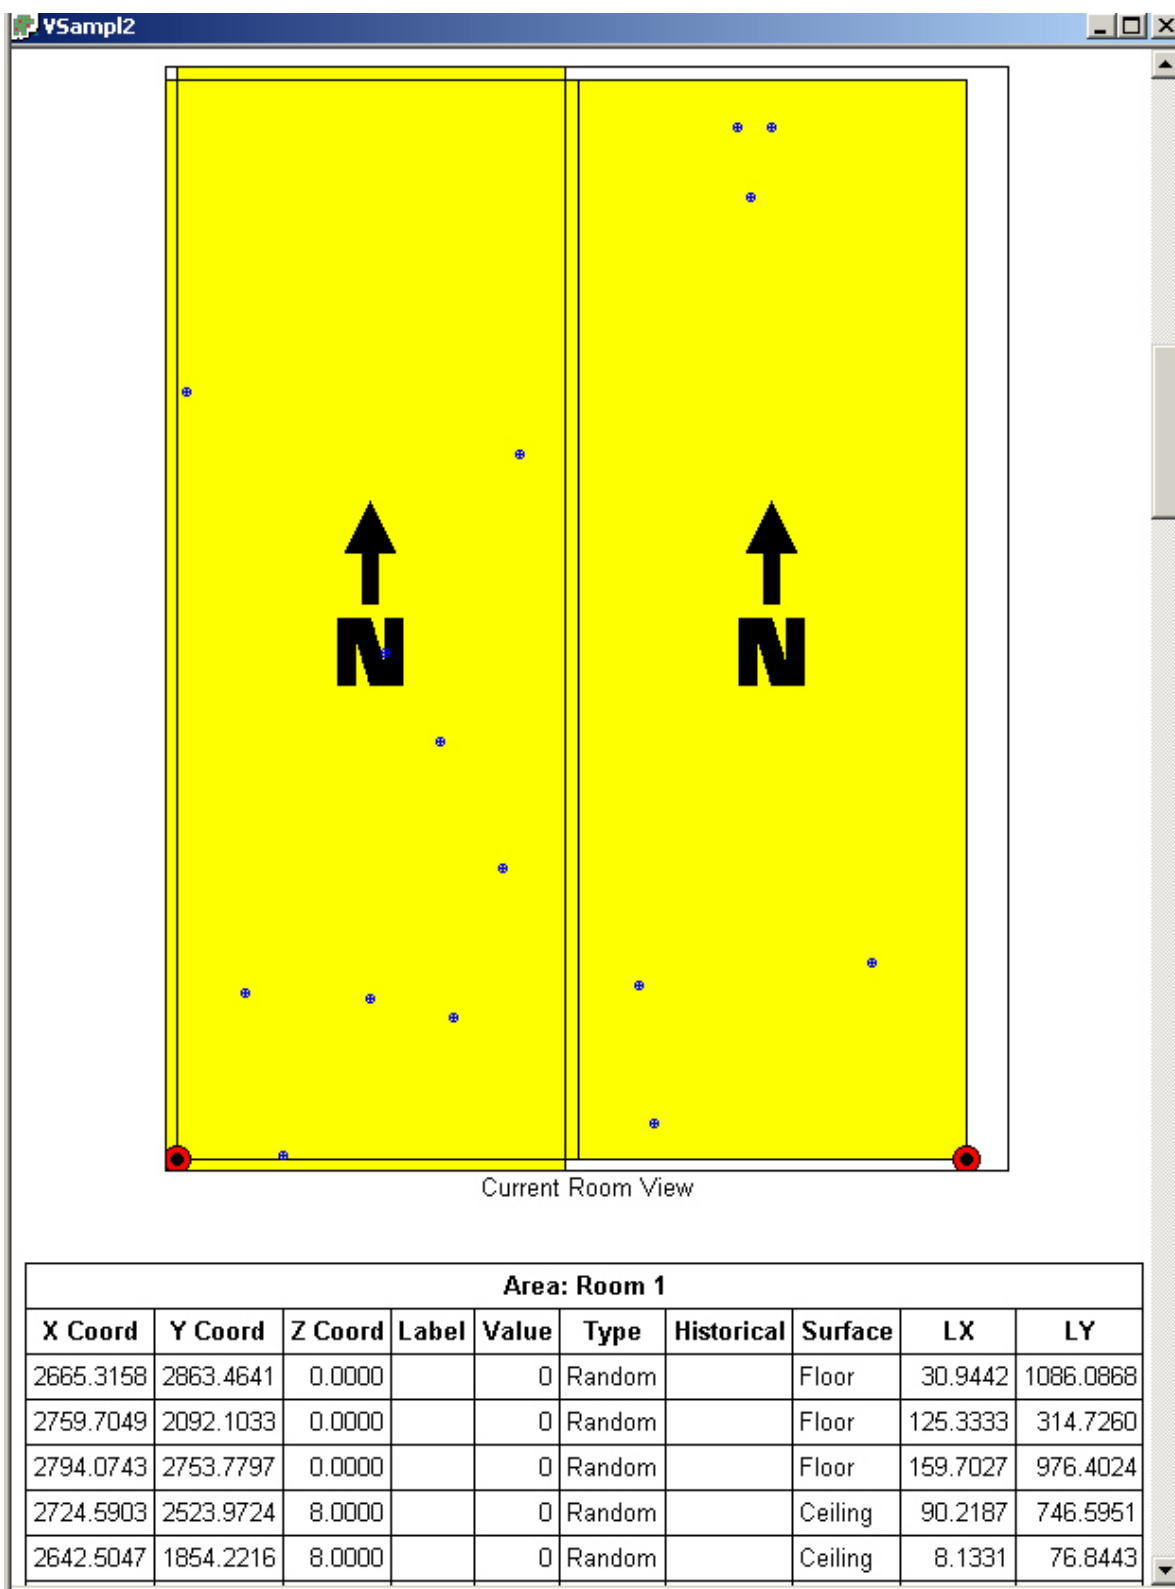 VSampl2
N N
Current Room View
Area: Room 1
X Coord Y Coord Z Coord Label Value Type Historical Surface LX LY
2665.3158 2863.4641 0.0000 0 Random Floor 30.9442 1086.0868
2759.7049 2092.1033 0.0000 0 Random Floor 125.3333 314.7260
2794.0743 2753.7797 0.0000 0 Random Floor 159.7027 976.4024
2724.5903 2523.9724 8.0000 0 Random Ceiling 90.2187 746.5951
2642.5047 1854.2216 8.0000 0 Random Ceiling 8.1331 76.8443